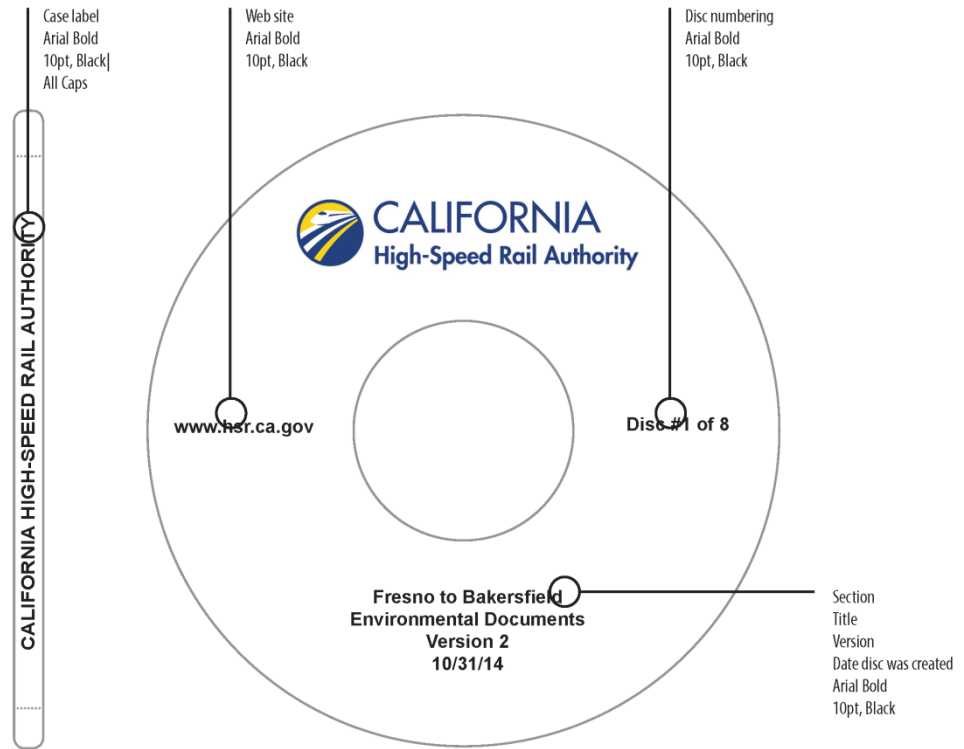 Case label
Arial Bold
10pt, Black|
All Caps
Web site
Arial Bold
10pt, Black
Disc numbering
Arial Bold
10pt, Black
CALIFORNIA HIGH-SPEED RAIL AUTHORITY
CALIFORNIA
High-Speed Rail Authority
www.hsr.ca.gov
Disc #1 of 8
Fresno to Bakersfield
Environmental Documents
Version 2
10/31/14
Section
Title
Version
Date disc was created
Arial Bold
10pt, Black